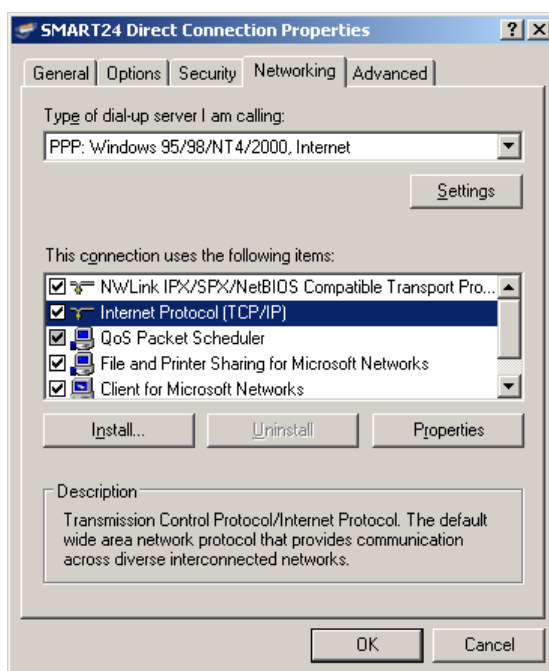 SMART24 Direct Connection Properties
General Options Security Networking Advanced
Type of dial-up server I am calling:
PPP: Windows 95/98/NT4/2000, Internet
Settings
This connection uses the following items:
NWLink IPX/SPX/NetBIOS Compatible Transport Pro...
Internet Protocol (TCP/IP)
QoS Packet Scheduler
File and Printer Sharing for Microsoft Networks
Client for Microsoft Networks
Install... Uninstall Properties
Description
Transmission Control Protocol/Internet Protocol. The default
wide area network protocol that provides communication
across diverse interconnected networks.
OK Cancel